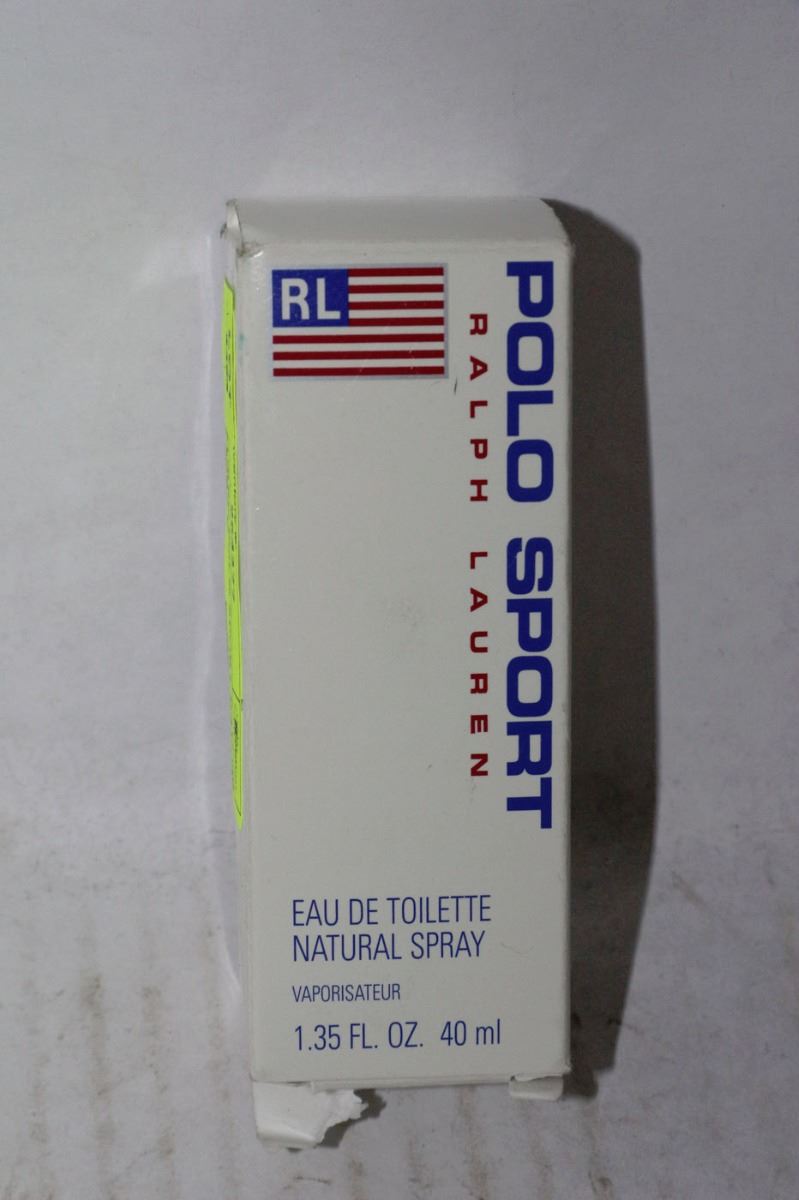 RL
POLO SPORT
RALPH LAUREN
EAU DE TOILETTE
NATURAL SPRAY
VAPORISATEUR
1.35 FL. OZ. 40 ml